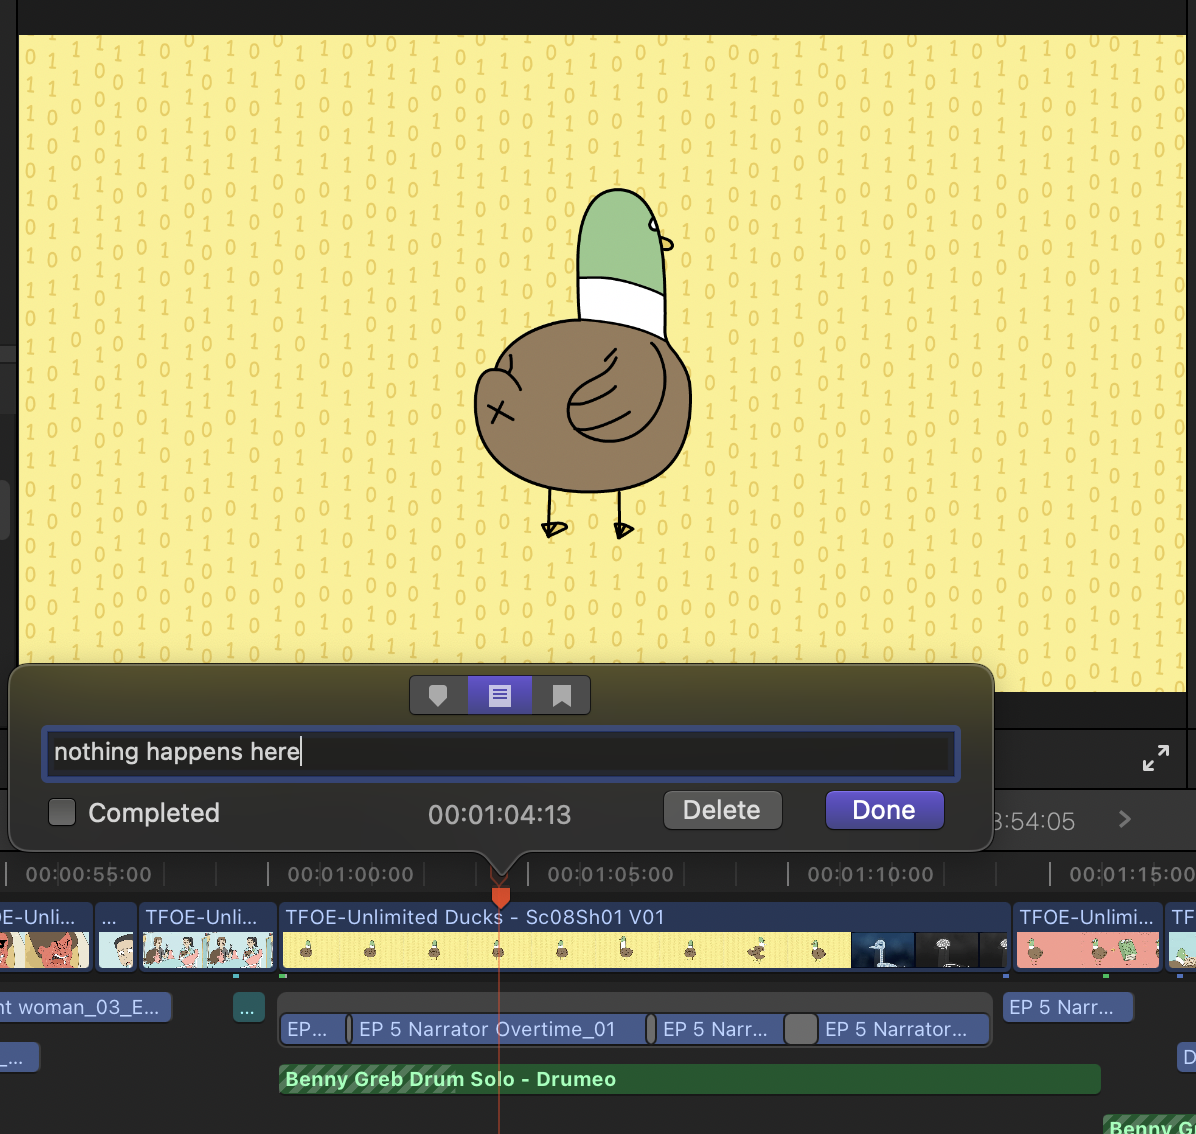 nothing happens here
Completed
00:01:04:13
Delete
Done
3:54:05
00:00:55:00
00:01:00:00
00:01:05:00
00:01:10:00
00:01:15:00
OE-Unli...
...
TFOE-Unli...
TFOE-Unlimited Ducks - Sc08Sh01 V01
TFOE-Unlimi...
TF
nt woman_03_E...
...
EP 5 Narr...
EP...
EP 5 Narrator Overtime_01
EP 5 Narr...
EP 5 Narrator...
_...
D
Benny Greb Drum Solo - Drumeo
Benny G